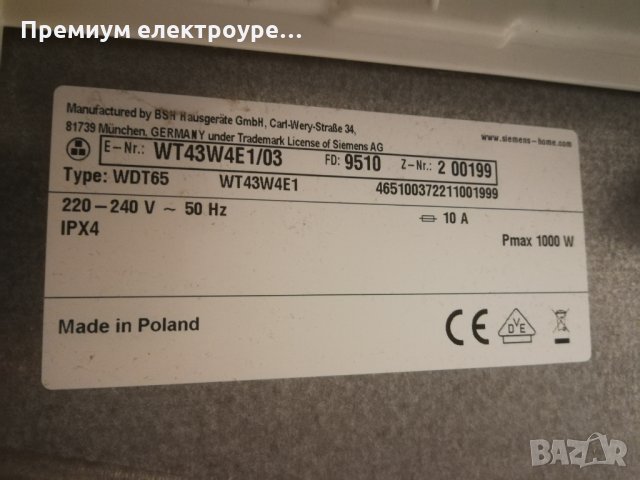 Премиум електроуре...
Manufactured by BSH Hausgeräte GmbH, Carl-Wery-Straße 34,
81739 München, GERMANY under Trademark License of Siemens AG
www.siemens-home.com
E-Nr.: WT43W4E1/03 FD: 9510 Z-Nr.: 2 00199
Type: WDT65 WT43W4E1 465100372211001999
220-240 V ~ 50 Hz 10 A
IPX4 Pmax 1000 W
Made in Poland CE DVE
BAZAR